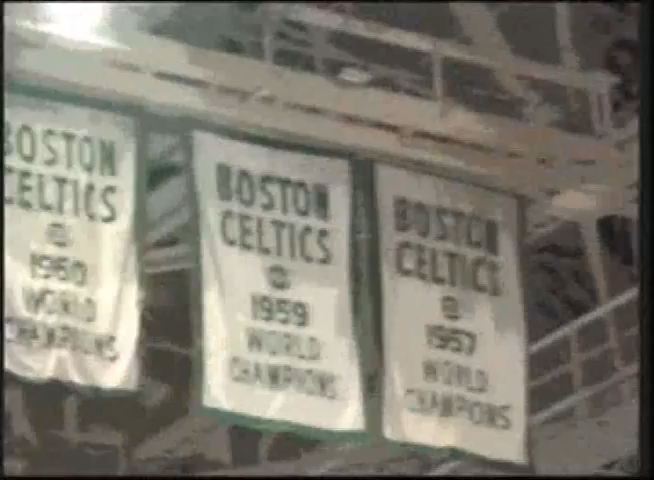 BOSTON
CELTICS
1960
WORLD
CHAMPIONS
BOSTON
CELTICS
1959
WORLD
CHAMPIONS
BOSTON
CELTICS
1957
WORLD
CHAMPIONS